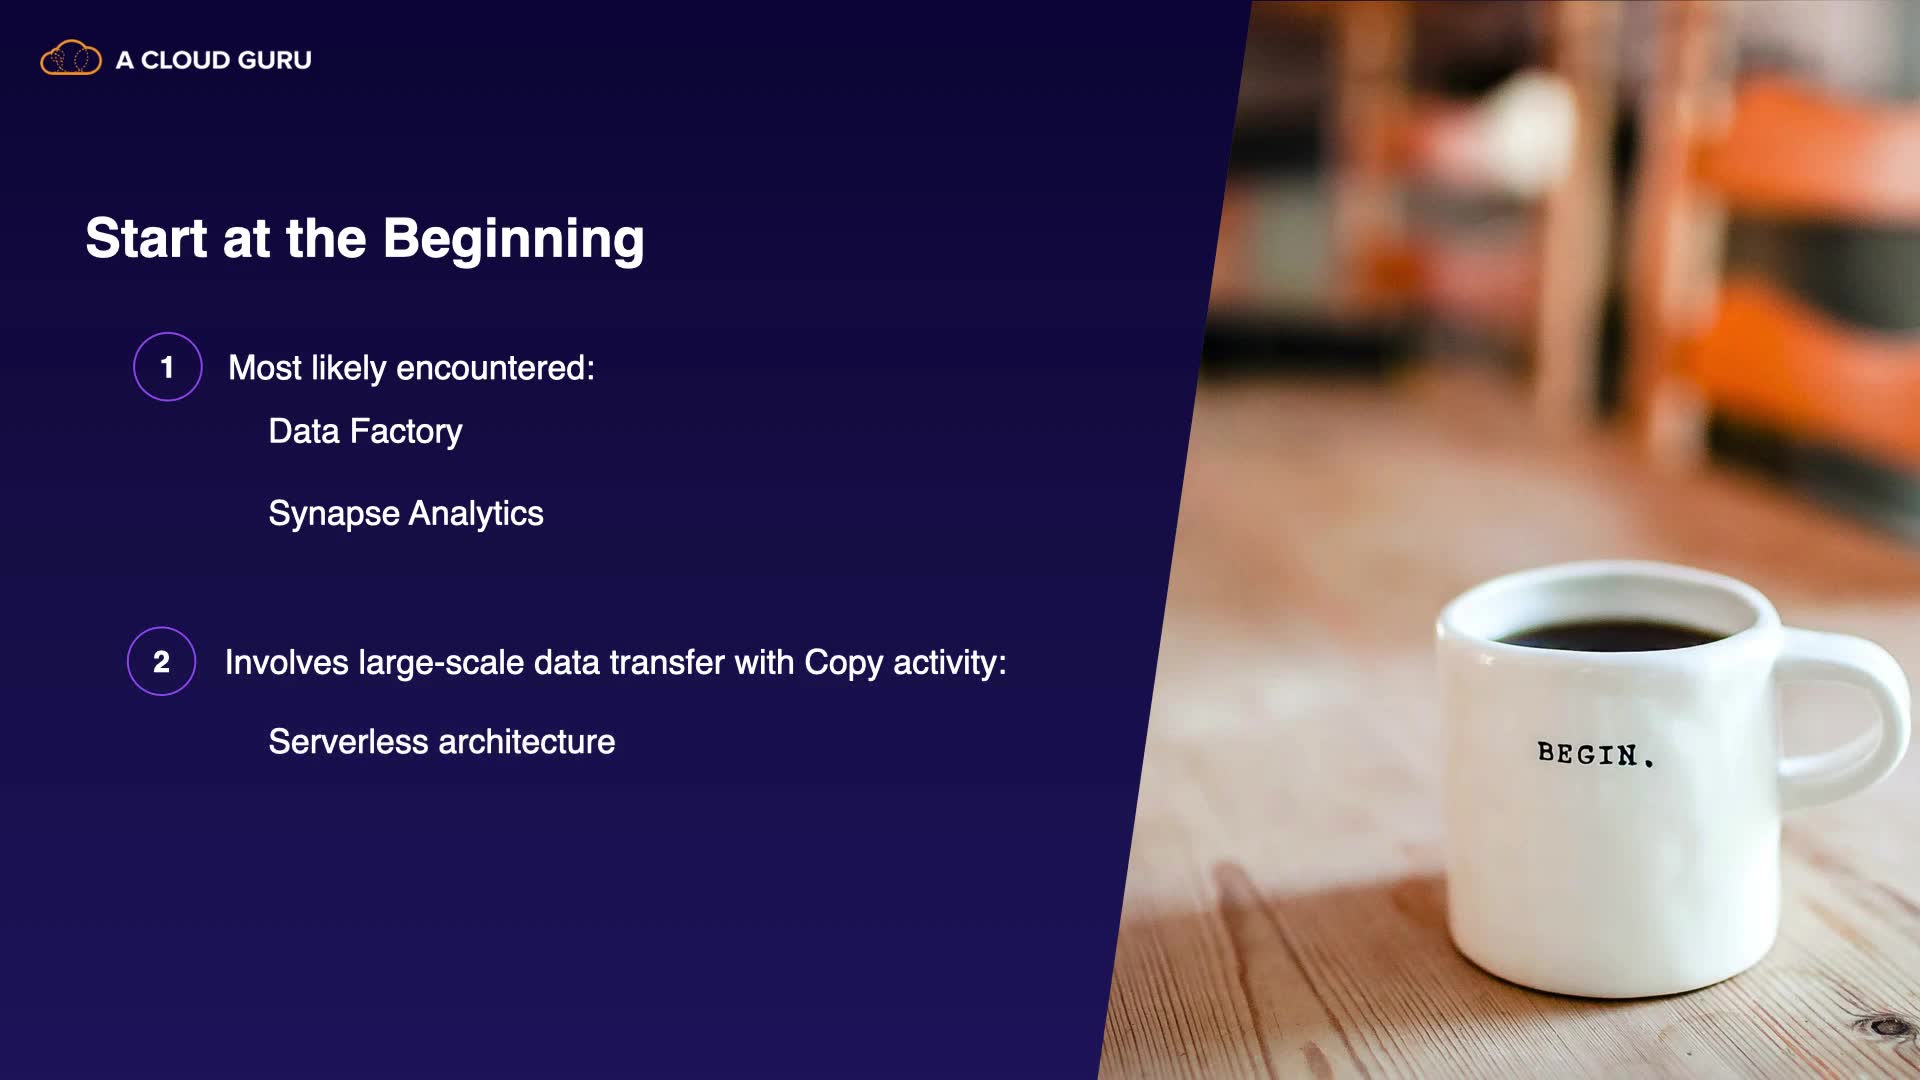 A CLOUD GURU
Start at the Beginning
1 Most likely encountered:
Data Factory
Synapse Analytics
2 Involves large-scale data transfer with Copy activity:
Serverless architecture
BEGIN.